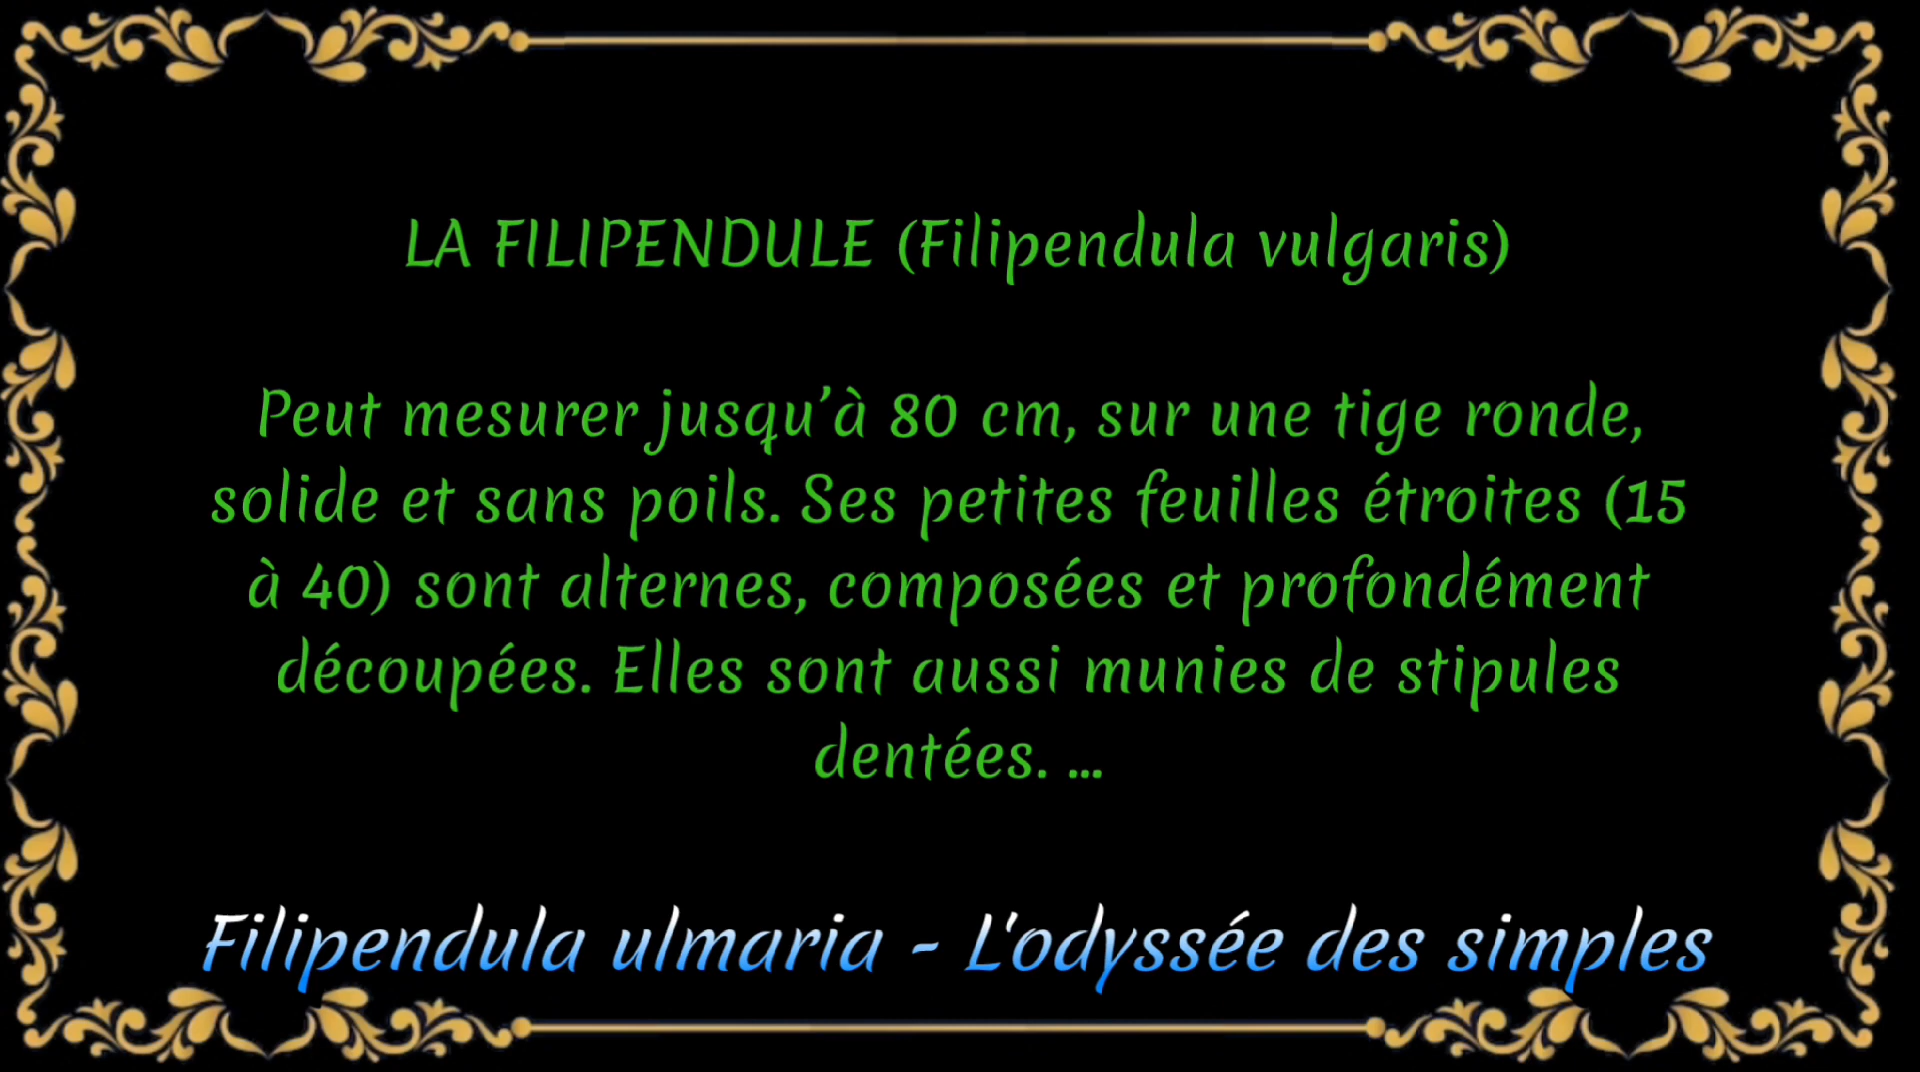 LA FILIPENDULE (Filipendula vulgaris)
Peut mesurer jusqu’à 80 cm, sur une tige ronde,
solide et sans poils. Ses petites feuilles étroites (15
à 40) sont alternes, composées et profondément
découpées. Elles sont aussi munies de stipules
dentées. ...
Filipendula ulmaria - L'odyssée des simples